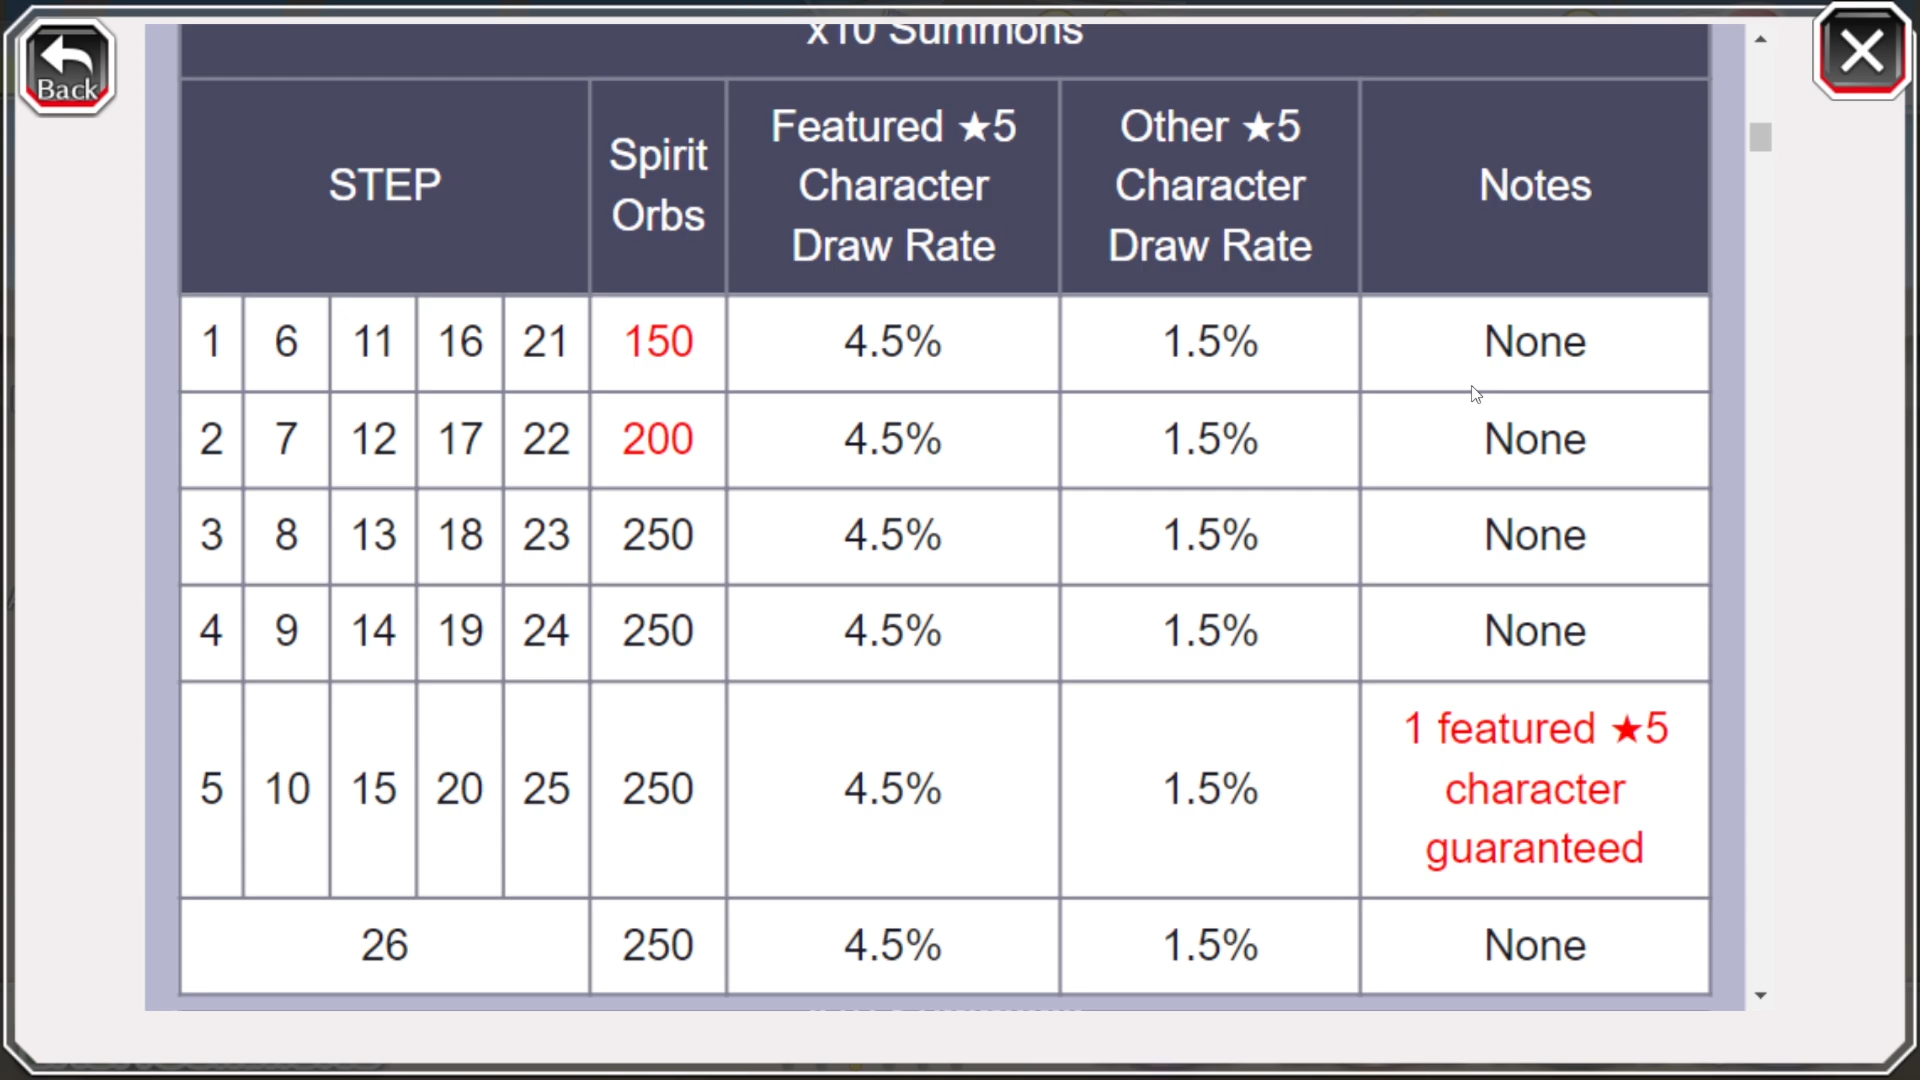 x10 Summons
Back
STEP
Spirit
Orbs
Featured ★5
Character
Draw Rate
Other ★5
Character
Draw Rate
Notes
1 6 11 16 21 150 4.5% 1.5% None
2 7 12 17 22 200 4.5% 1.5% None
3 8 13 18 23 250 4.5% 1.5% None
4 9 14 19 24 250 4.5% 1.5% None
5 10 15 20 25 250 4.5% 1.5% 1 featured ★5
character
guaranteed
26 250 4.5% 1.5% None